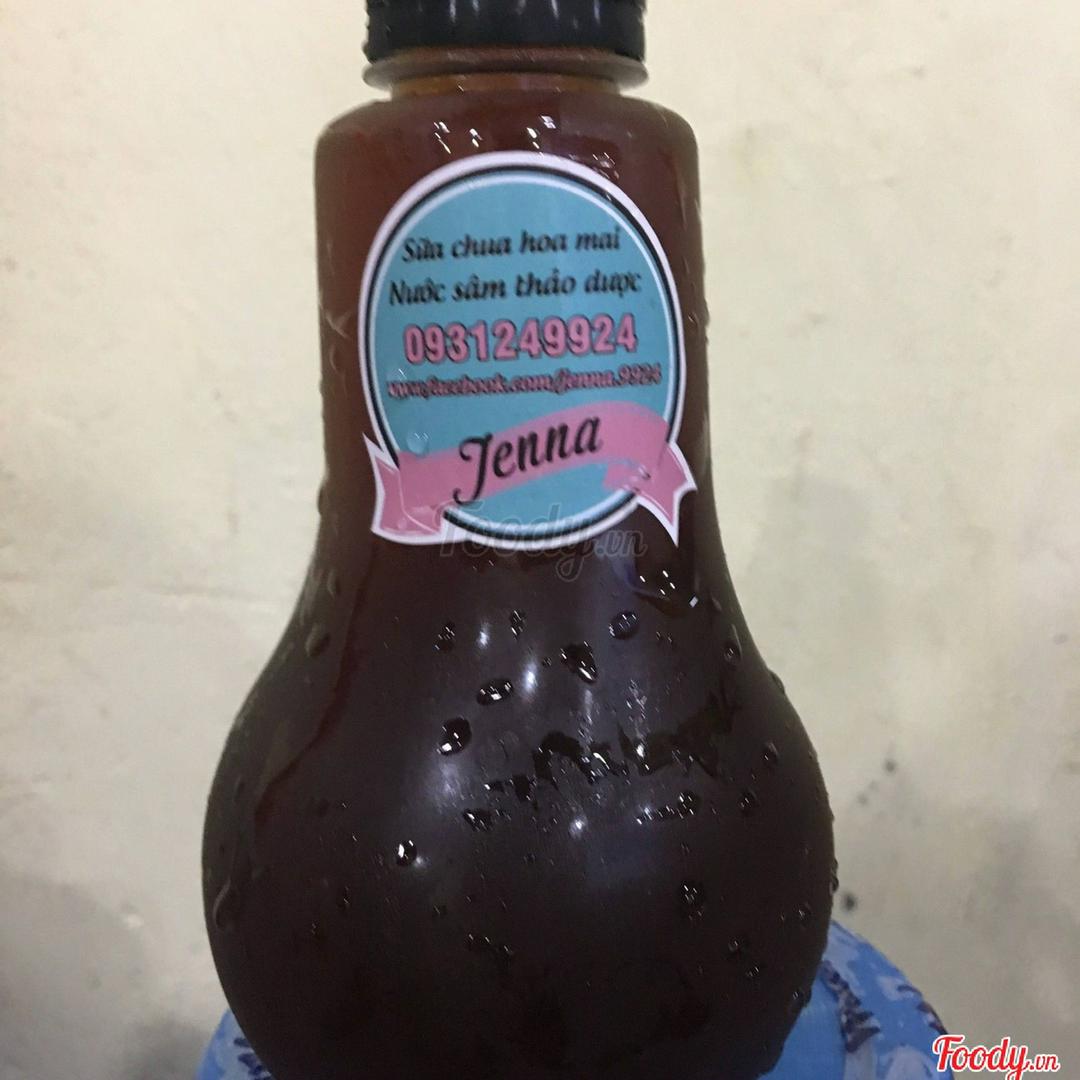 Sữa chua hoa mai
Nước sâm thảo dược
0931249924
www.facebook.com/jenna.9924
Jenna
Foody.vn
Foody.vn